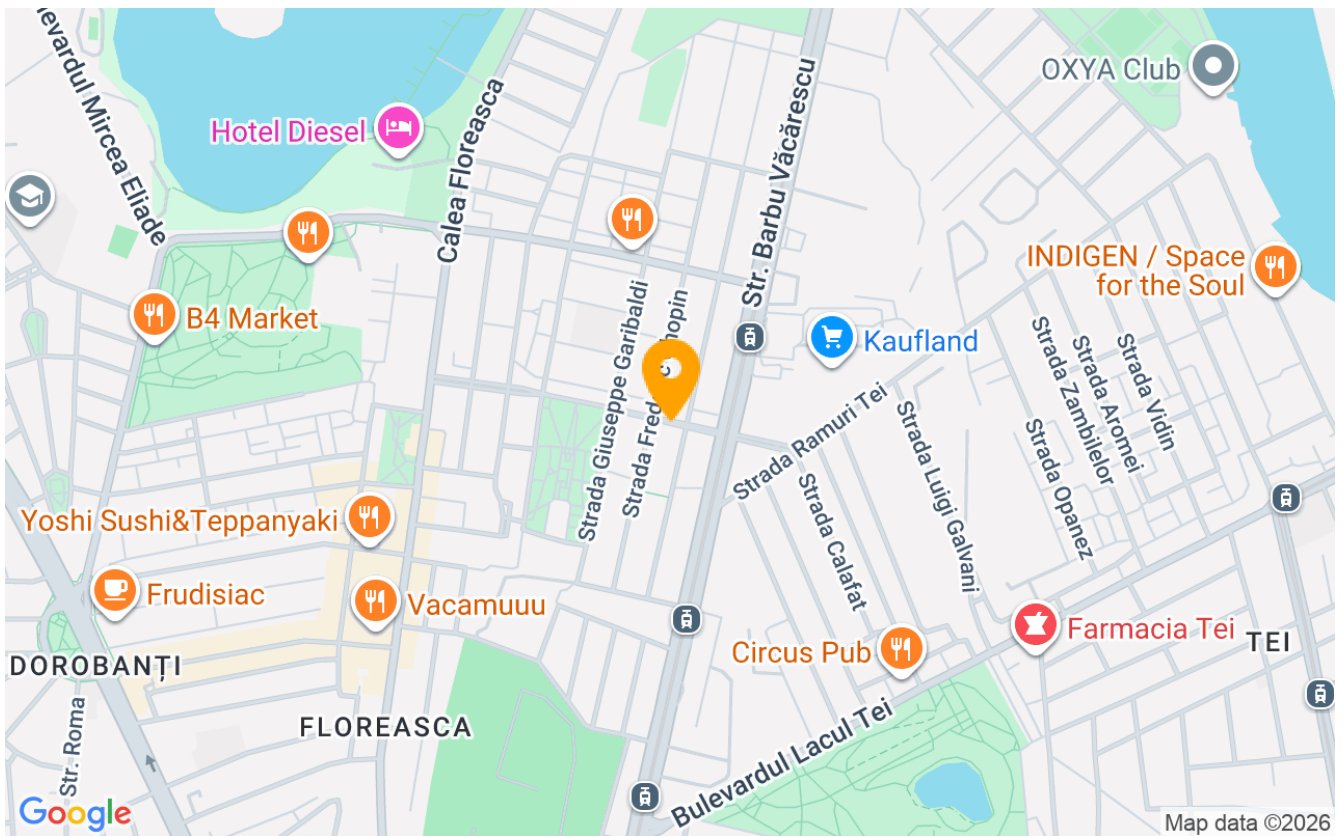 levardul Mircea Eliade
OXYA Club
Hotel Diesel
Calea Floreasca
Str. Barbu Văcărescu
INDIGEN / Space
for the Soul
B4 Market
Strada Giuseppe Garibaldi
Kaufland
Strada Vidin
Strada Aromei
Strada Zambilelor
Strada Ramuri Tei
Strada Luigi Galvani
Strada Opanez
Strada Calafat
Yoshi Sushi&Teppanyaki
Frudisiac
Vacamuuu
Circus Pub
Farmacia Tei
TEI
DOROBANȚI
Str. Roma
FLOREASCA
Bulevardul Lacul Tei
Google
Map data ©2026